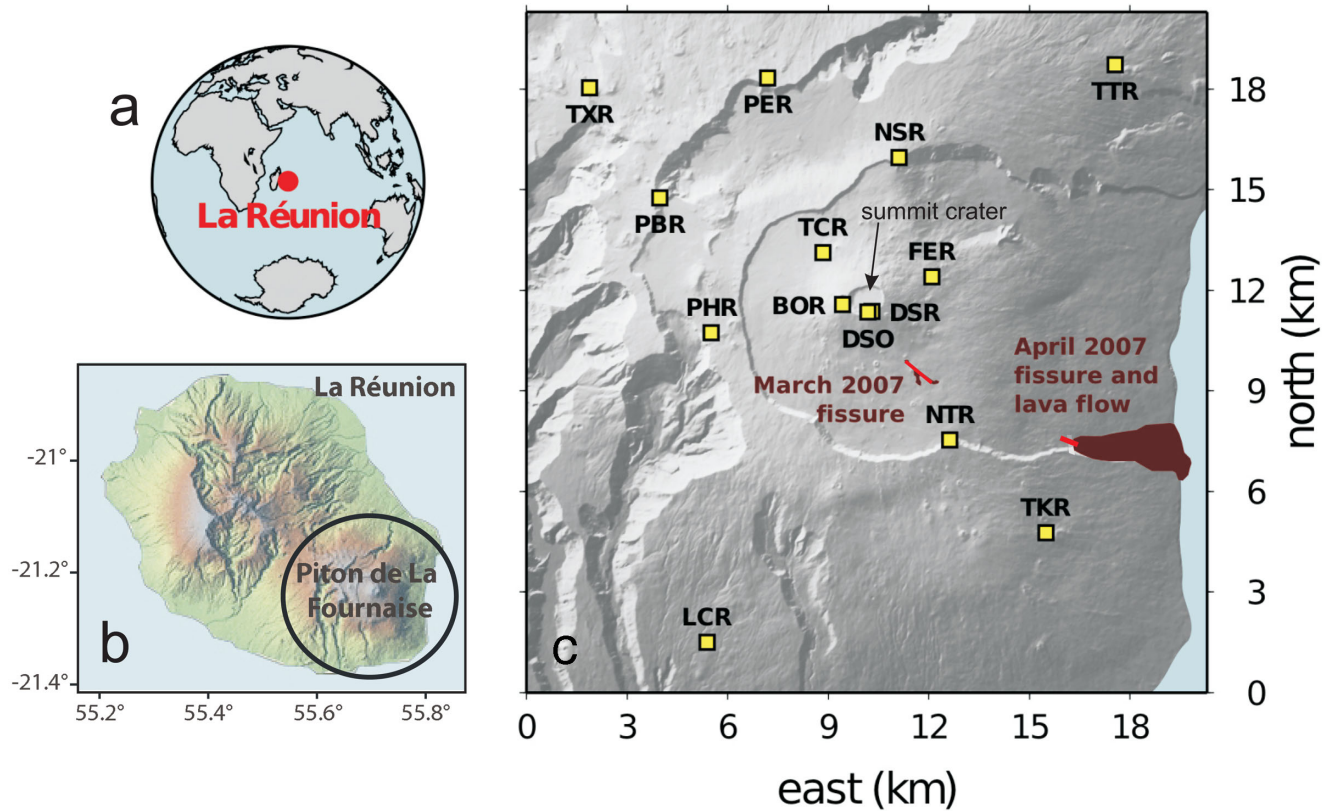 a
La Réunion
La Réunion
-21°
-21.2°
-21.4°
Piton de La
Fournaise
b
55.2°
55.4°
55.6°
55.8°
TXR
PER
TTR
NSR
PBR
summit crater
TCR
FER
BOR
DSR
PHR
DSO
March 2007
fissure
April 2007
fissure and
lava flow
NTR
TKR
LCR
c
18
15
12
9
6
3
0
north (km)
0
3
6
9
12
15
18
east (km)